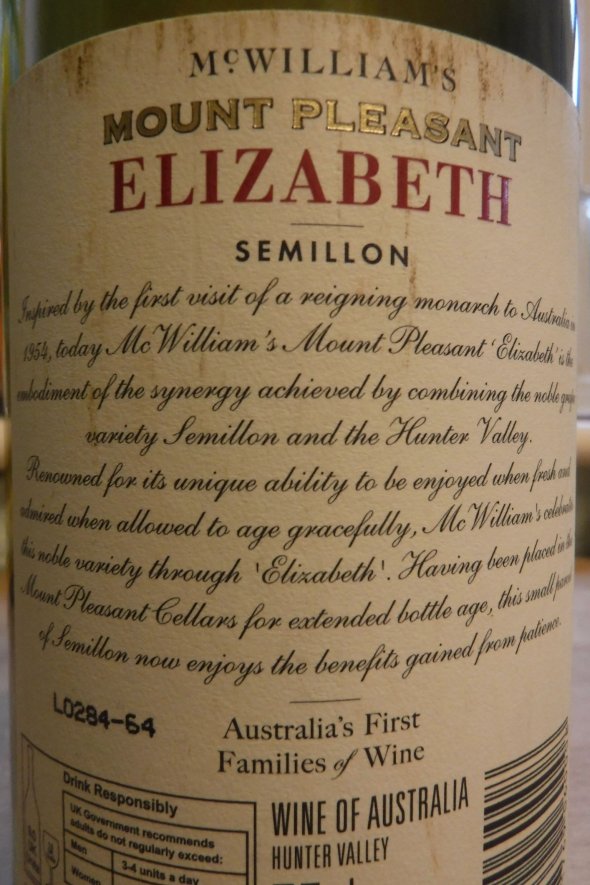 McWILLIAM'S
MOUNT PLEASANT
ELIZABETH
SEMILLON
Inspired by the first visit of a reigning monarch to Australia in
1954, today McWilliam's Mount Pleasant 'Elizabeth' is the
embodiment of the synergy achieved by combining the noble grape
variety Semillon and the Hunter Valley.
Renowned for its unique ability to be enjoyed when fresh and
admired when allowed to age gracefully, McWilliam's celebrates
this noble variety through 'Elizabeth'. Having been placed in the
Mount Pleasant Cellars for extended bottle age, this small parcel
of Semillon now enjoys the benefits gained from patience.
L0284-64
Australia's First
Families of Wine
Drink Responsibly
UK Government recommends
adults do not regularly exceed:
Men 3-4 units a day
Women
WINE OF AUSTRALIA
HUNTER VALLEY